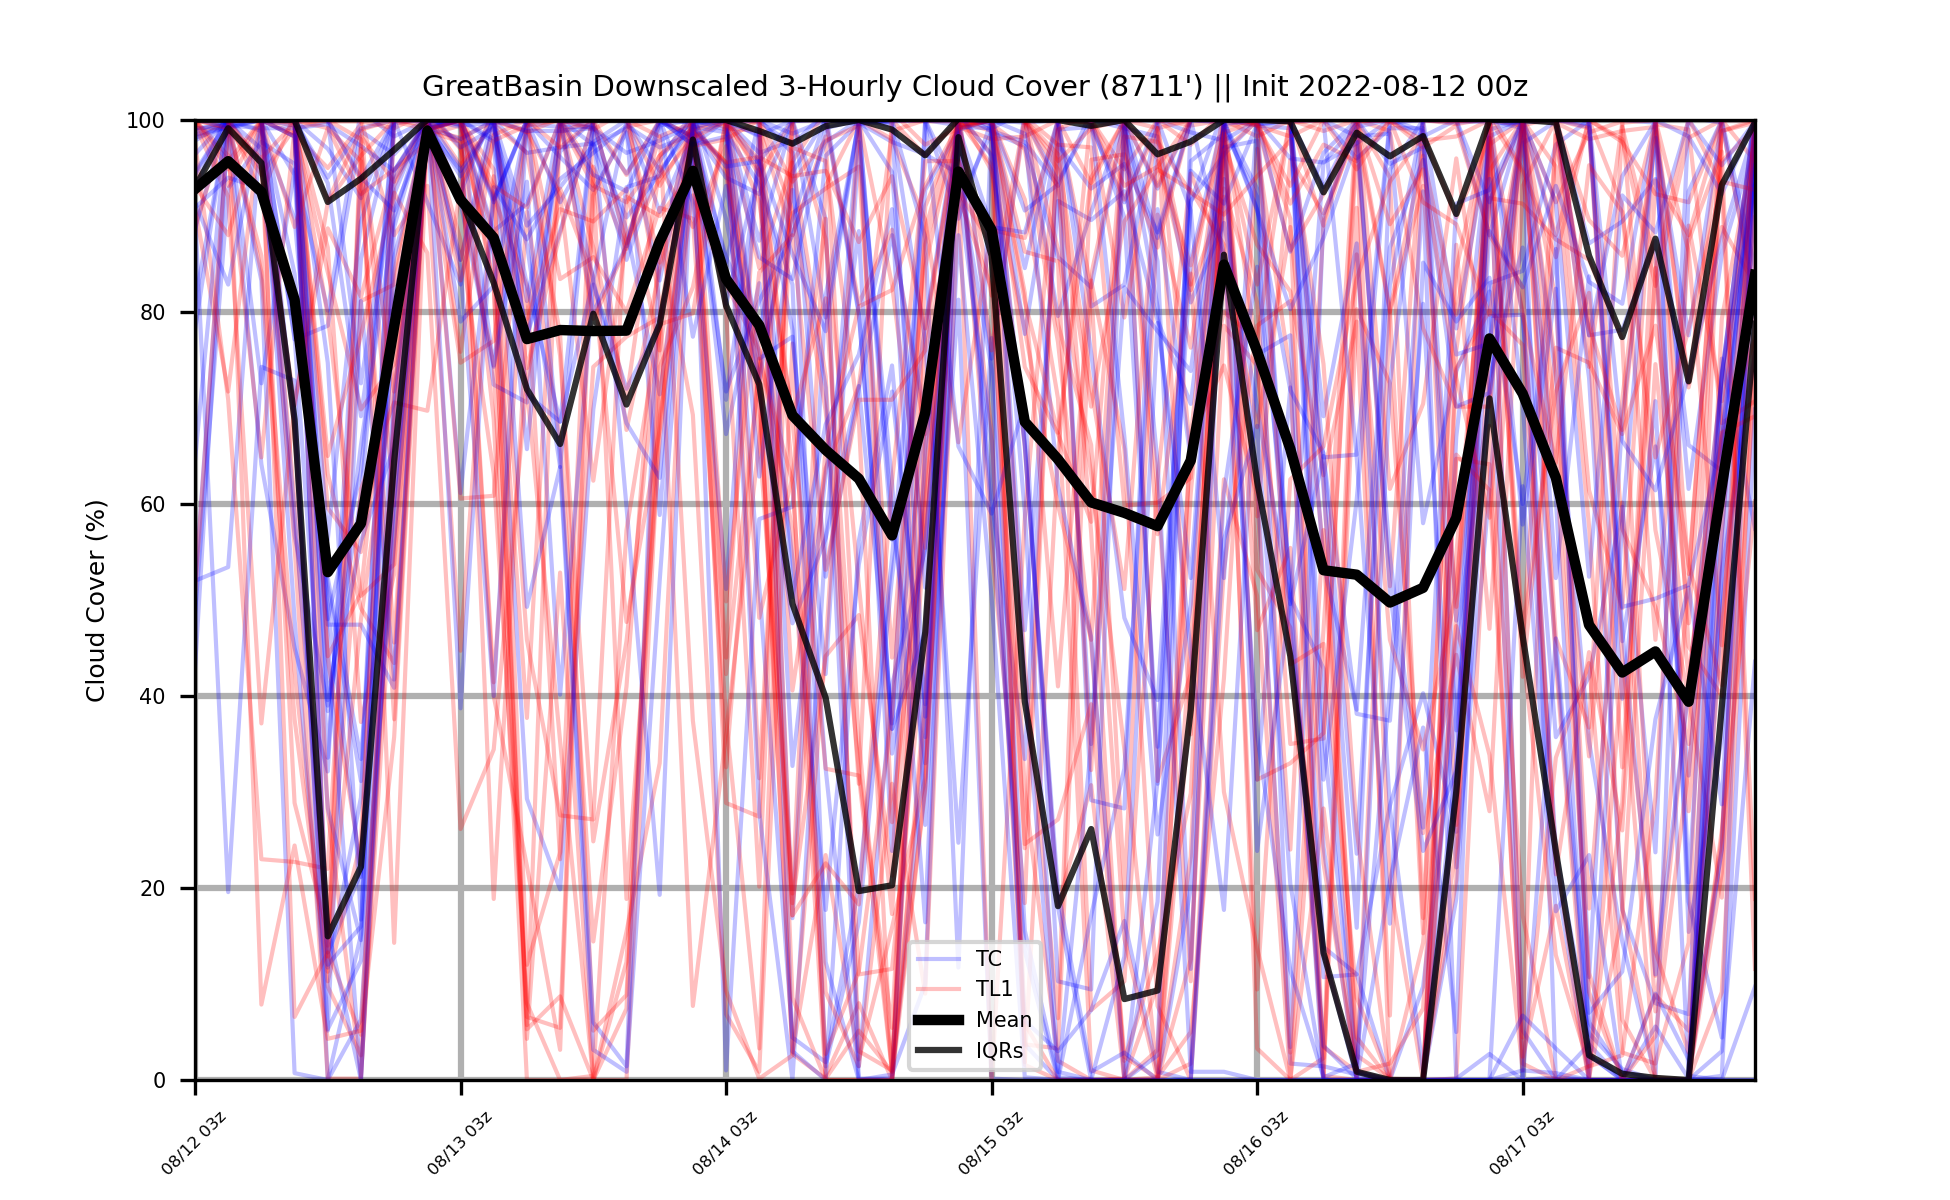 GreatBasin Downscaled 3-Hourly Cloud Cover (8711') || Init 2022-08-12 00z
Cloud Cover (%)
100
80
60
40
20
0
TC
TL1
Mean
IQRs
08/12 03z
08/13 03z
08/14 03z
08/15 03z
08/16 03z
08/17 03z